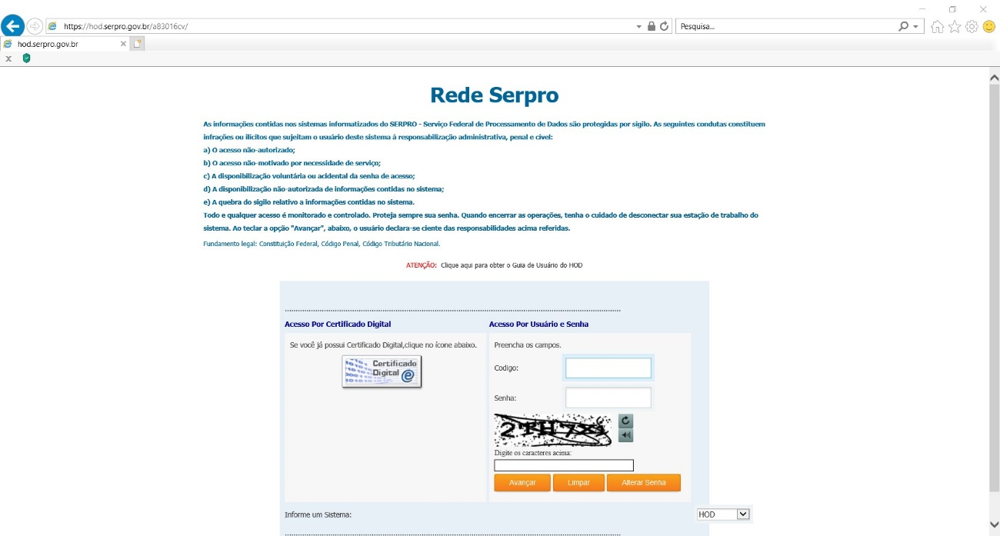 https://hod.serpro.gov.br/a83016cv/
Pesquisa...
hod.serpro.gov.br
x
Rede Serpro
As informações contidas nos sistemas informatizados do SERPRO - Serviço Federal de Processamento de Dados são protegidas por sigilo. As seguintes condutas constituem
infrações ou ilícitos que sujeitam o usuário deste sistema á responsabilização administrativa, penal e cível:
a) O acesso não-autorizado;
b) O acesso não-motivado por necessidade de serviço;
c) A disponibilização voluntária ou acidental da senha de acesso;
d) A disponibilização não-autorizada de informações contidas no sistema;
e) A quebra do sigilo relativo a informações contidas no sistema.
Todo e qualquer acesso é monitorado e controlado. Proteja sempre sua senha. Quando encerrar as operações, tenha o cuidado de desconectar sua estação de trabalho do
sistema. Ao teclar a opção "Avançar", abaixo, o usuário declara-se ciente das responsabilidades acima referidas.
Fundamento legal: Constituição Federal, Código Penal, Código Tributário Nacional.
ATENÇÃO: Clique aqui para obter o Guia de Usuário do HOD
Acesso Por Certificado Digital
Se você já possui Certificado Digital,clique no ícone abaixo.
Certificado
Digital
Acesso Por Usuário e Senha
Preencha os campos.
Codigo:
Senha:
Digite os caracteres acima:
Avançar Limpar Alterar Senha
Informe um Sistema: HOD